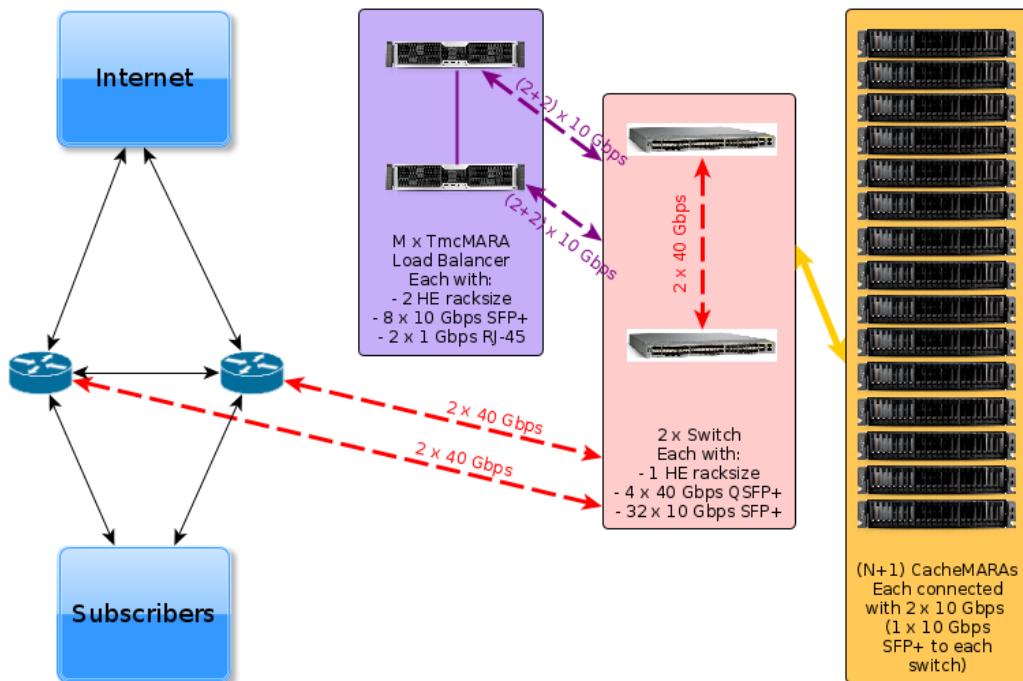 Internet
Subscribers
M x TmcMARA
Load Balancer
Each with:
- 2 HE racksize
- 8 x 10 Gbps SFP+
- 2 x 1 Gbps RJ-45
(2+2) x 10 Gbps
(2+2) x 10 Gbps
2 x 40 Gbps
2 x 40 Gbps
2 x 40 Gbps
2 x Switch
Each with:
- 1 HE racksize
- 4 x 40 Gbps QSFP+
- 32 x 10 Gbps SFP+
(N+1) CacheMARAs
Each connected
with 2 x 10 Gbps
(1 x 10 Gbps
SFP+ to each
switch)